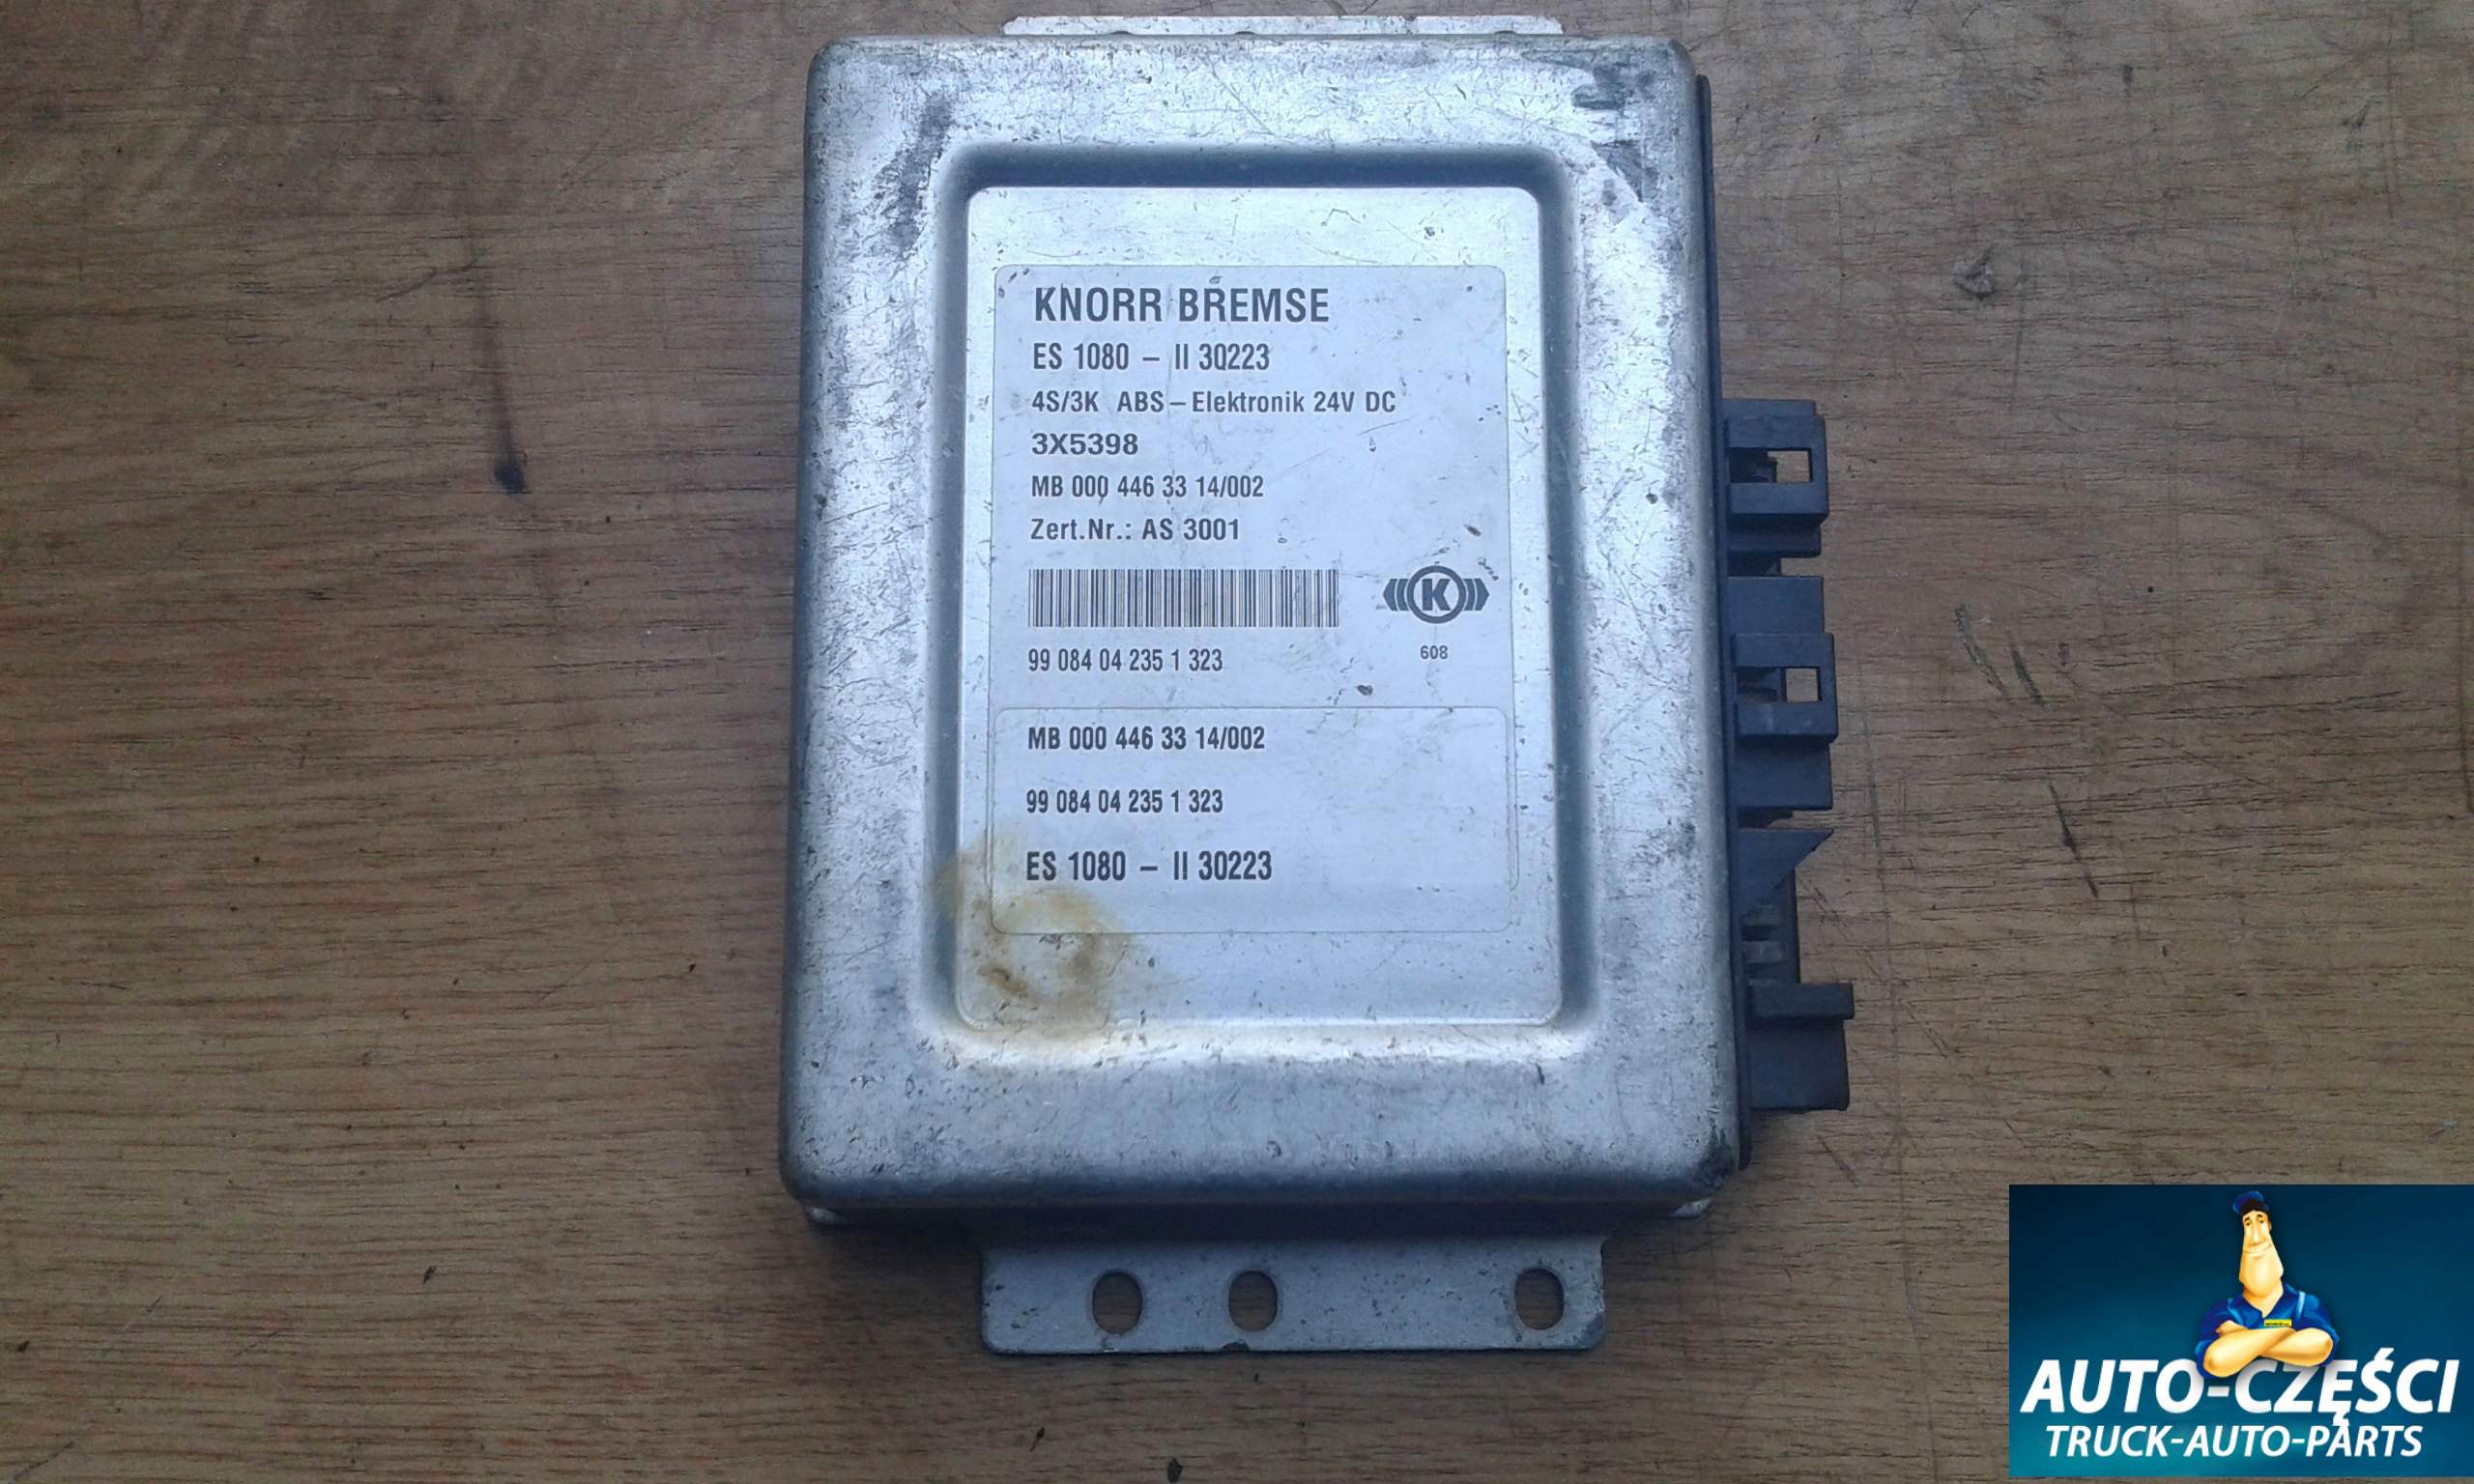 KNORR BREMSE
ES 1080 – II 30223
4S/3K ABS – Elektronik 24V DC
3X5398
MB 000 446 33 14/002
Zert.Nr.: AS 3001
K
99 084 04 235 1 323
608
MB 000 446 33 14/002
99 084 04 235 1 323
ES 1080 – II 30223
AUTO-CZĘŚCI
TRUCK-AUTO-PARTS